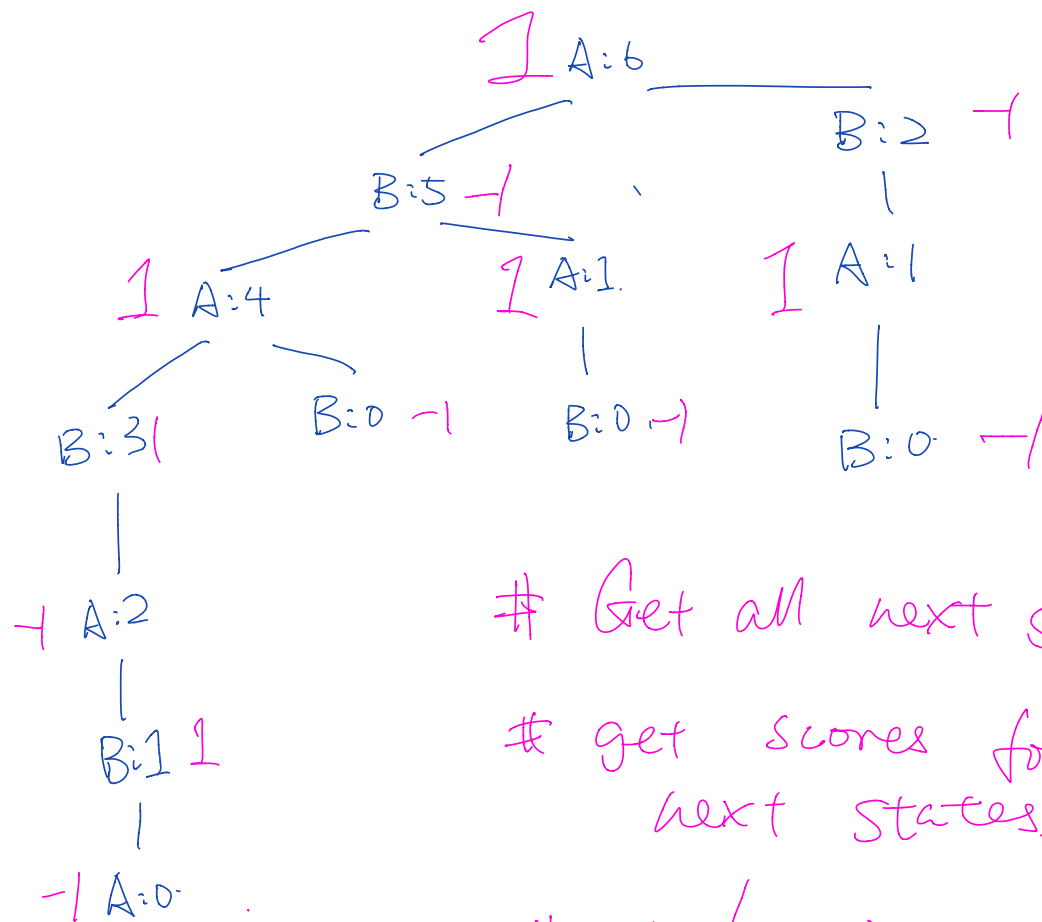 1 A:6
B:2 -1
B:5 -1
1 A:4
1 A:1.
1 A:1
B:3 1
B:0 -1
B:0 -1
B:0 -1
-1 A:2
# Get all next
B:1 1
# get scores
next states
-1 A:0